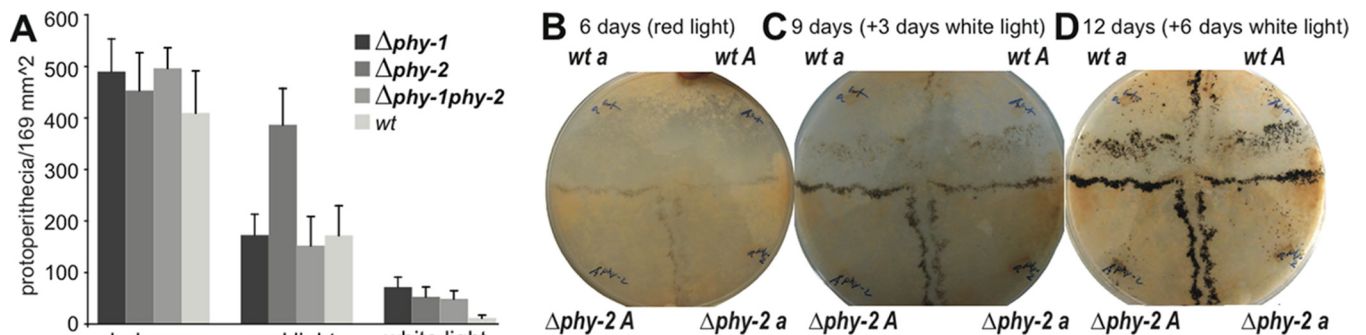 A
600
500
400
300
200
100
0
protoperithecia/169 mm^2
Δphy-1
Δphy-2
Δphy-1phy-2
wt
white light
B 6 days (red light)
wt a wt A
Δphy-2 A Δphy-2 a
C 9 days (+3 days white light)
wt a wt A
Δphy-2 A Δphy-2 a
D 12 days (+6 days white light)
wt a wt A
Δphy-2 A Δphy-2 a